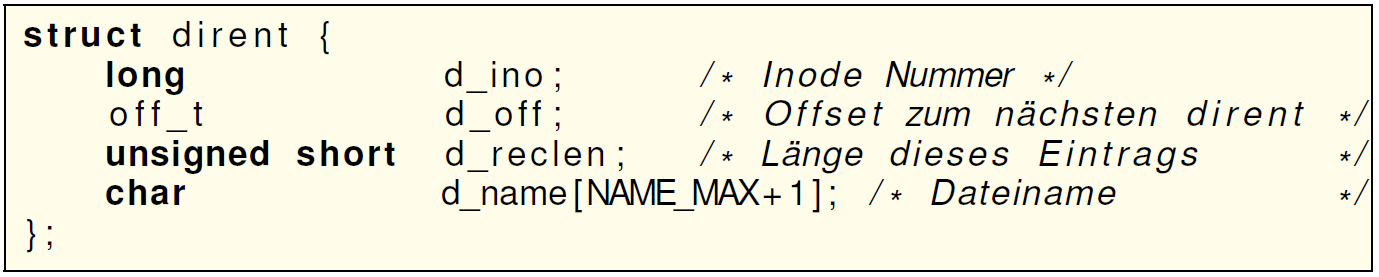 struct dirent {
long d_ino; /* Inode Nummer */
off_t d_off; /* Offset zum nächsten dirent */
unsigned short d_reclen; /* Länge dieses Eintrags */
char d_name[NAME_MAX+1]; /* Dateiname */
};